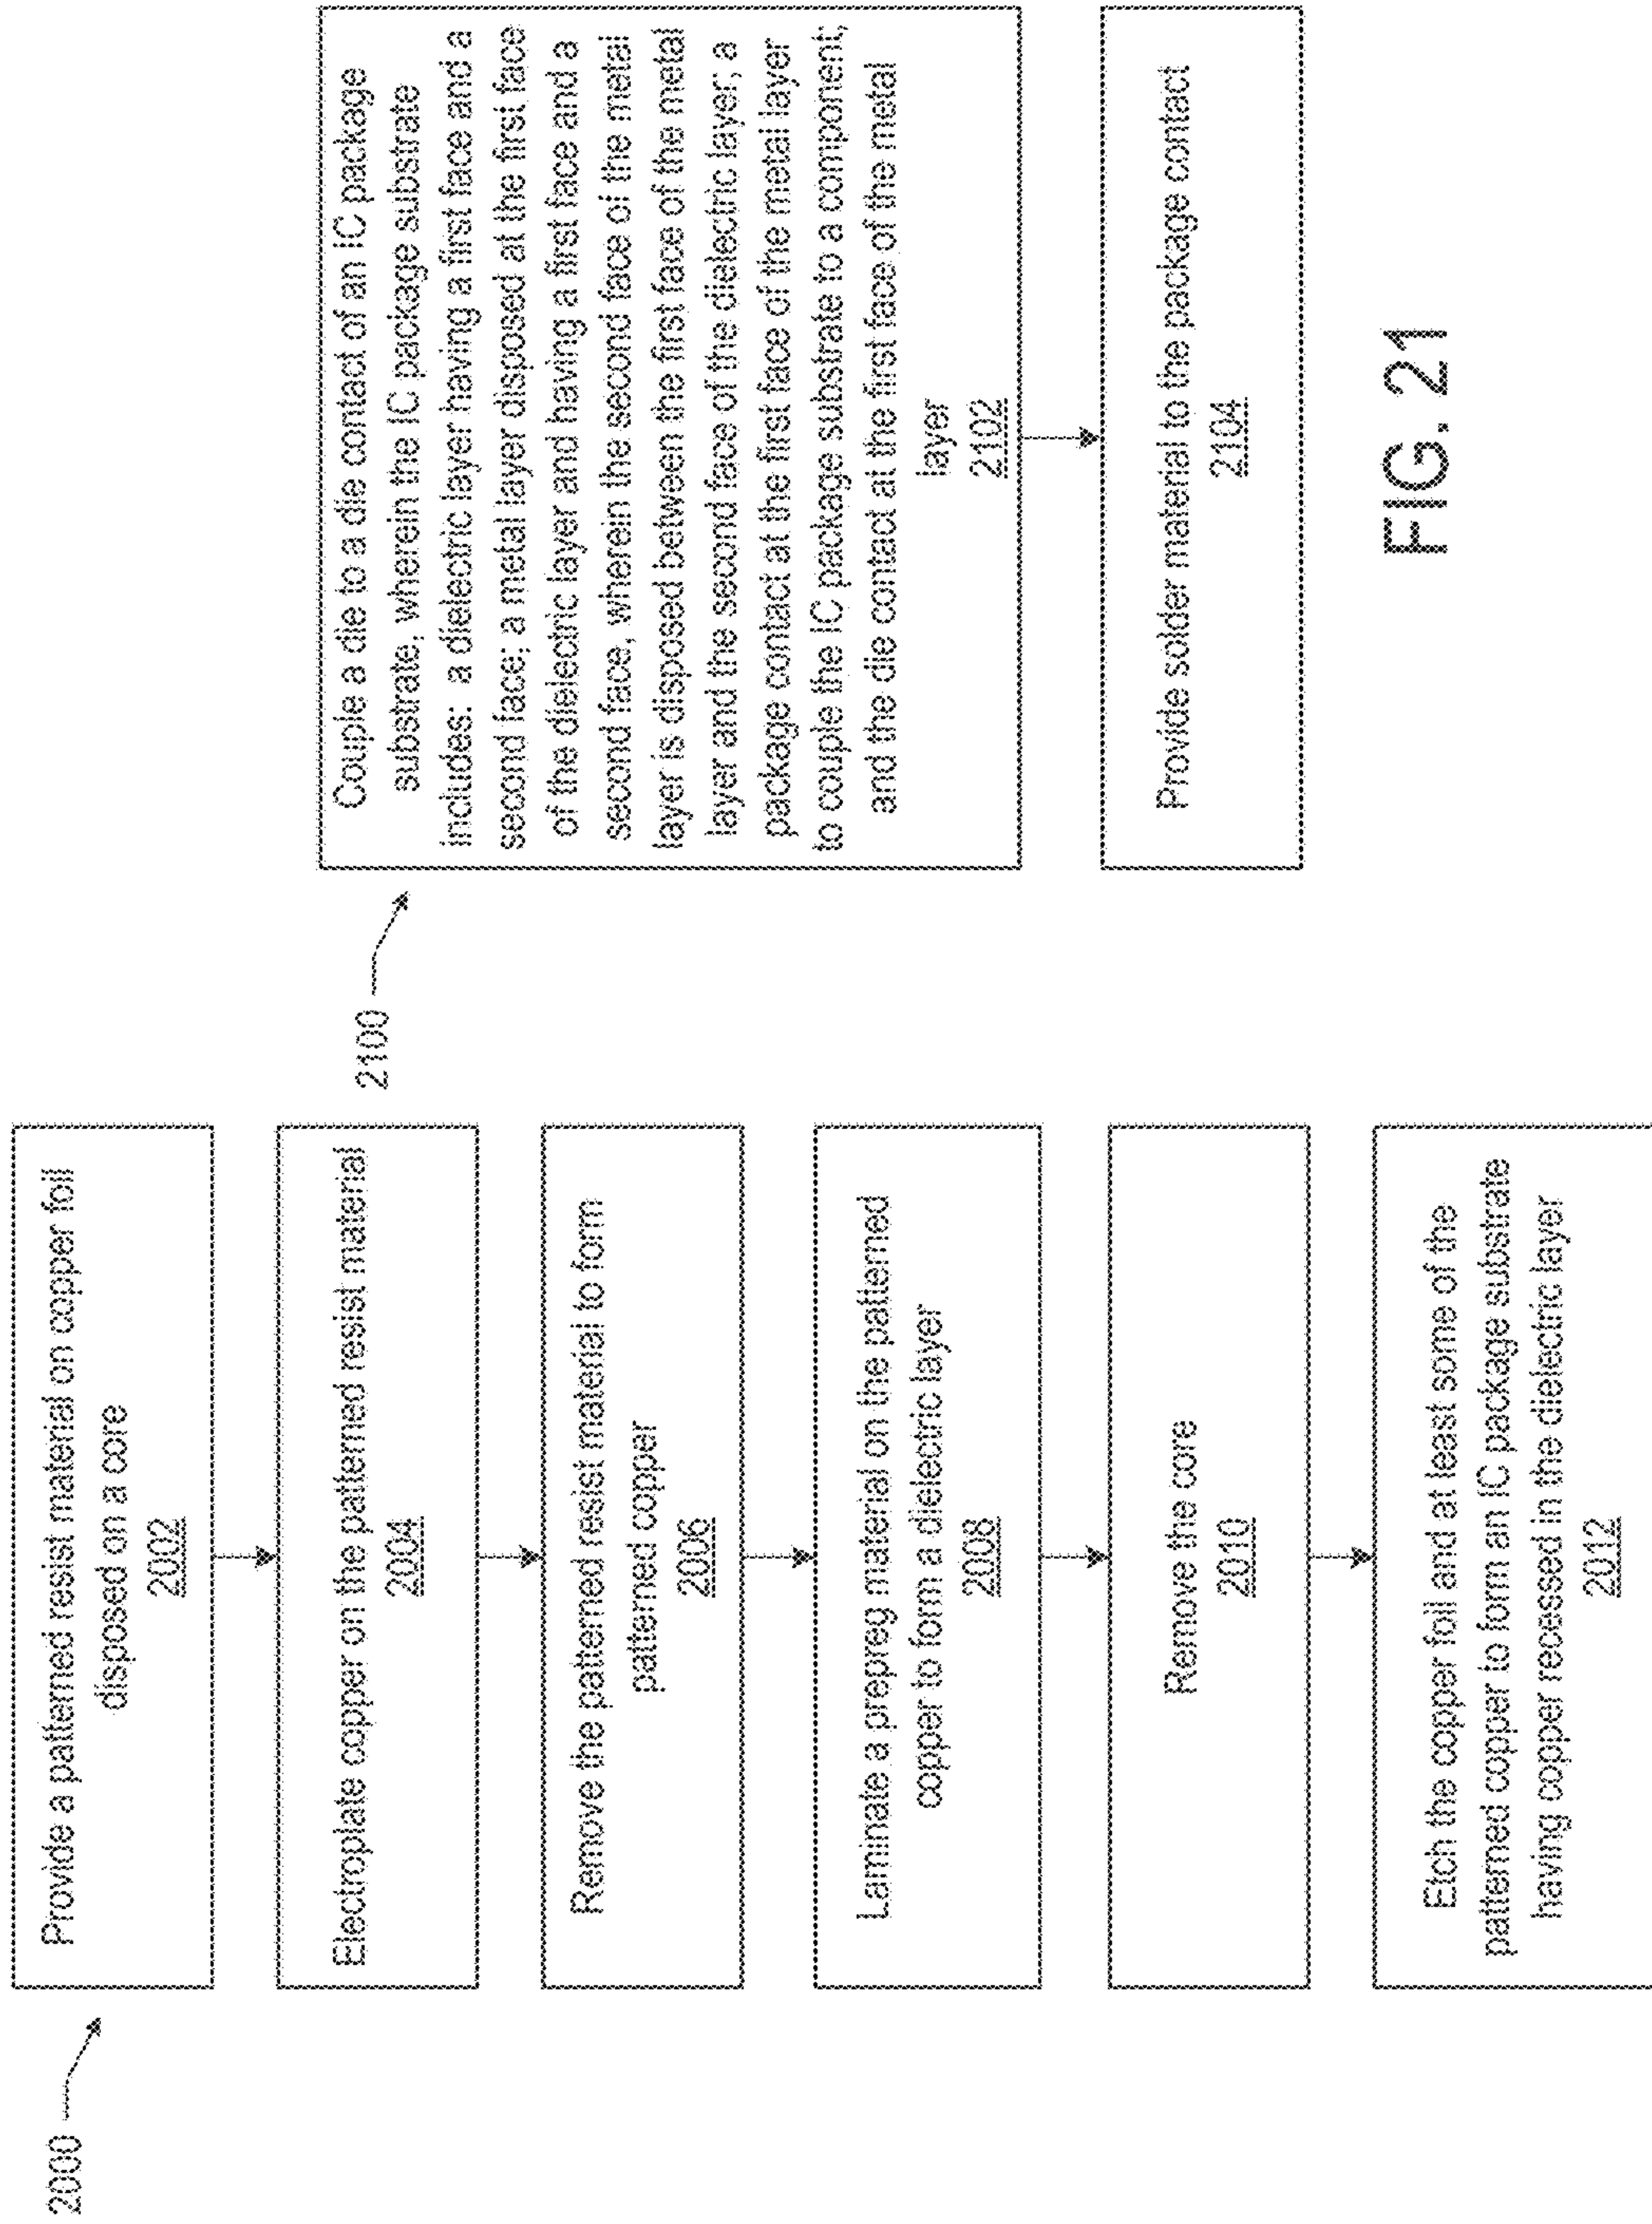 2000
Provide a patterned resist material on copper foil
disposed on a core
2002
Electroplate copper on the patterned resist material
2004
Remove the patterned resist material to form
patterned copper
2006
Laminate a prepreg material on the patterned
copper to form a dielectric layer
2008
Remove the core
2010
Etch the copper foil and at least some of the
patterned copper to form an IC package substrate
having copper recessed in the dielectric layer
2012
2100
Couple a die to a die contact of an IC package
substrate, wherein the IC package substrate
includes: a dielectric layer having a first face and a
second face; a metal layer disposed at the first face
of the dielectric layer and having a first face and a
second face, wherein the second face of the metal
layer is disposed between the first face of the metal
layer and the second face of the dielectric layer; a
package contact at the first face of the metal layer
to couple the IC package substrate to a component;
and the die contact at the first face of the metal
layer
2102
Provide solder material to the package contact
2104
FIG. 21